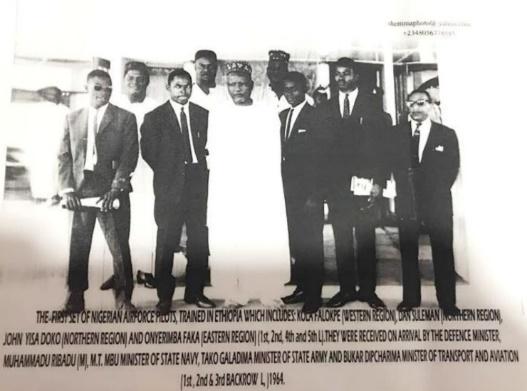 +2348056
THE FIRST SET OF NIGERIAN AIRFORCE PILOTS, TRAINED IN ETHIOPIA WHICH INCLUDES: KOLA FALOKPE (WESTERN REGION), DAN SULEMAN (NORTHERN REGION),
JOHN YISA DOKO (NORTHERN REGION) AND ONYERIMBA FAKA (EASTERN REGION) (1st, 2nd, 4th and 5th L). THEY WERE RECEIVED ON ARRIVAL BY THE DEFENCE MINISTER,
MUHAMMADU RIBADU (M), M.T. MBU MINISTER OF STATE NAVY, TAKO GALADIMA MINISTER OF STATE ARMY AND BUKAR DIPCHARIMA MINISTER OF TRANSPORT AND AVIATION
(1st, 2nd & 3rd BACKROW L, )1964.